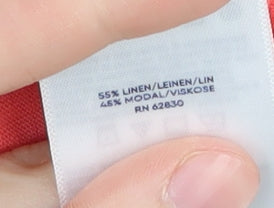 55% LINEN/LEINEN/LIN
45% MODAL/VISKOSE
RN 62830